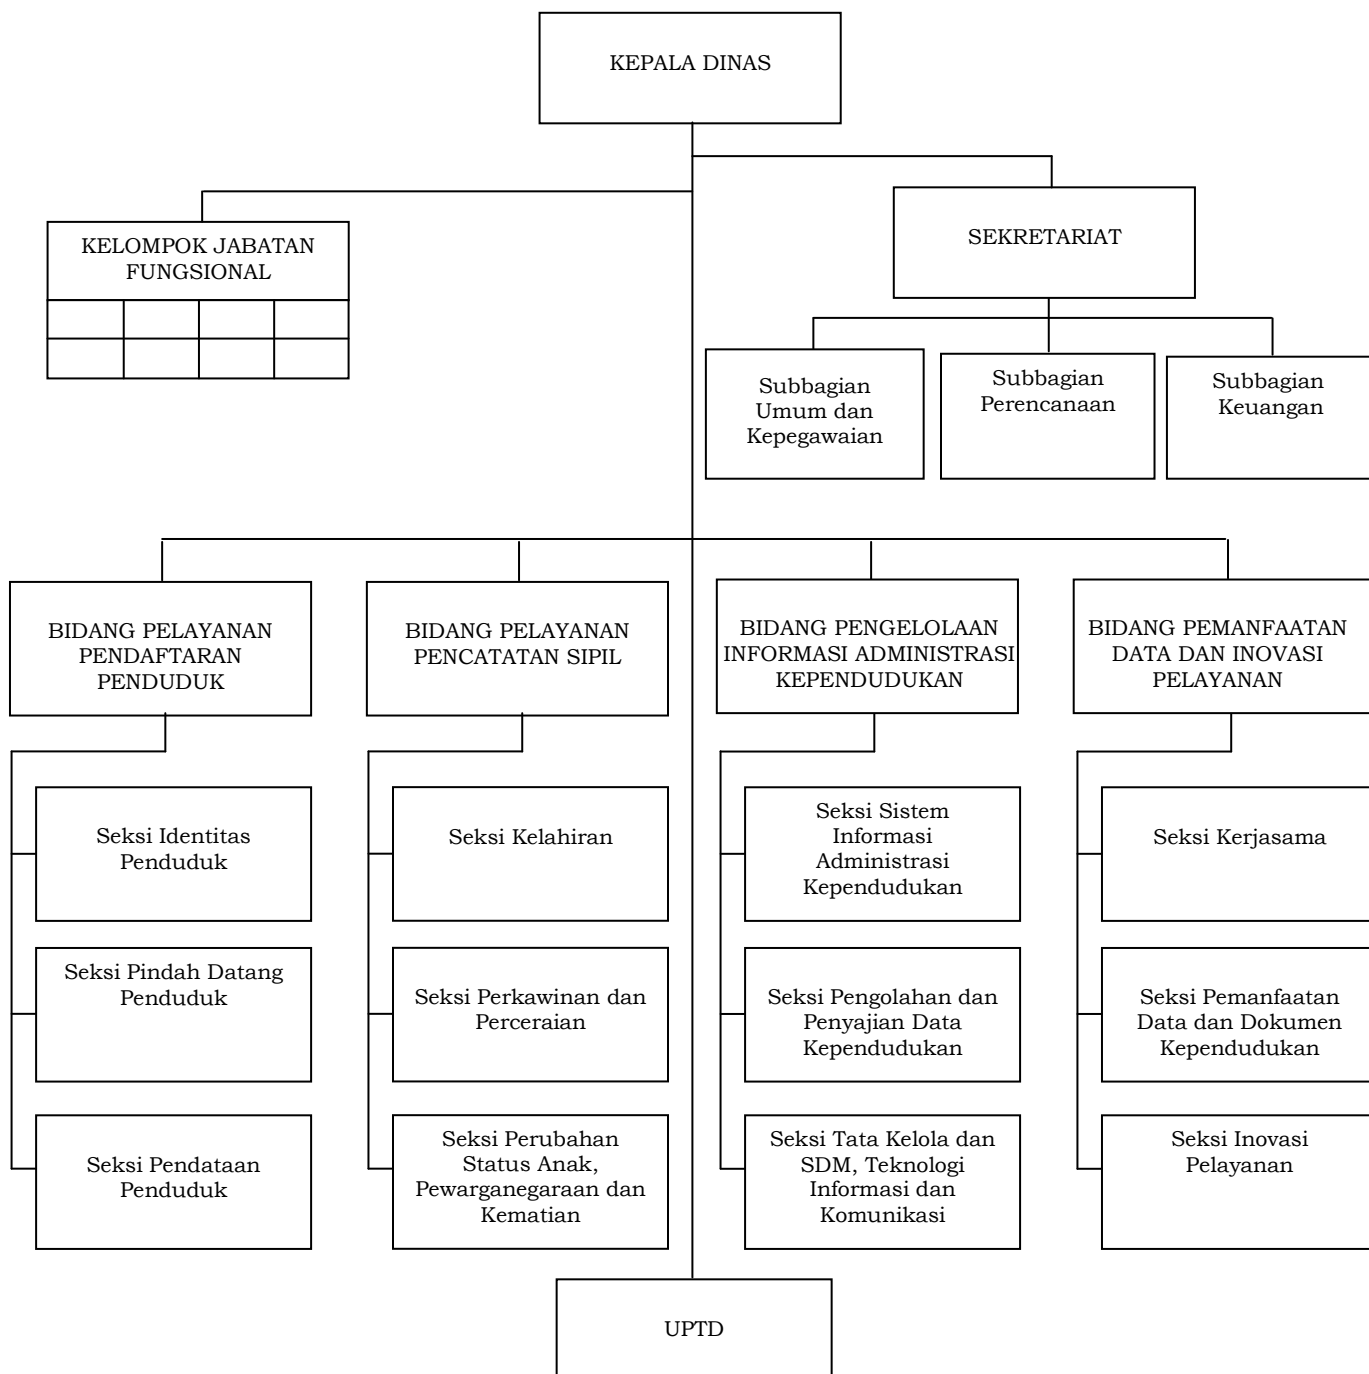 KEPALA DINAS
KELOMPOK JABATAN
FUNGSIONAL
SEKRETARIAT
Subbagian
Umum dan
Kepegawaian
Subbagian
Perencanaan
Subbagian
Keuangan
BIDANG PELAYANAN
PENDAFTARAN
PENDUDUK
BIDANG PELAYANAN
PENCATATAN SIPIL
BIDANG PENGELOLAAN
INFORMASI ADMINISTRASI
KEPENDUDUKAN
BIDANG PEMANFAATAN
DATA DAN INOVASI
PELAYANAN
Seksi Identitas
Penduduk
Seksi Kelahiran
Seksi Sistem
Informasi
Administrasi
Kependudukan
Seksi Kerjasama
Seksi Pindah Datang
Penduduk
Seksi Perkawinan dan
Perceraian
Seksi Pengolahan dan
Penyajian Data
Kependudukan
Seksi Pemanfaatan
Data dan Dokumen
Kependudukan
Seksi Pendataan
Penduduk
Seksi Perubahan
Status Anak,
Pewarganegaraan dan
Kematian
Seksi Tata Kelola dan
SDM, Teknologi
Informasi dan
Komunikasi
Seksi Inovasi
Pelayanan
UPTD